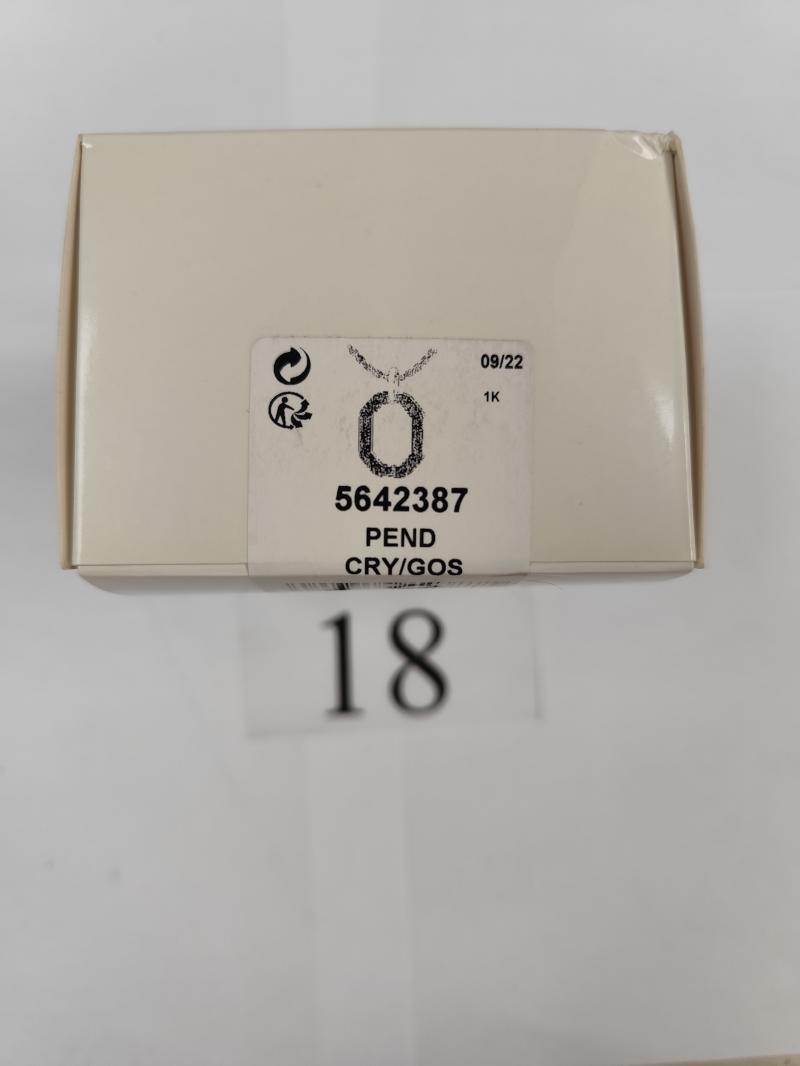 09/22
1K
5642387
PEND
CRY/GOS
18